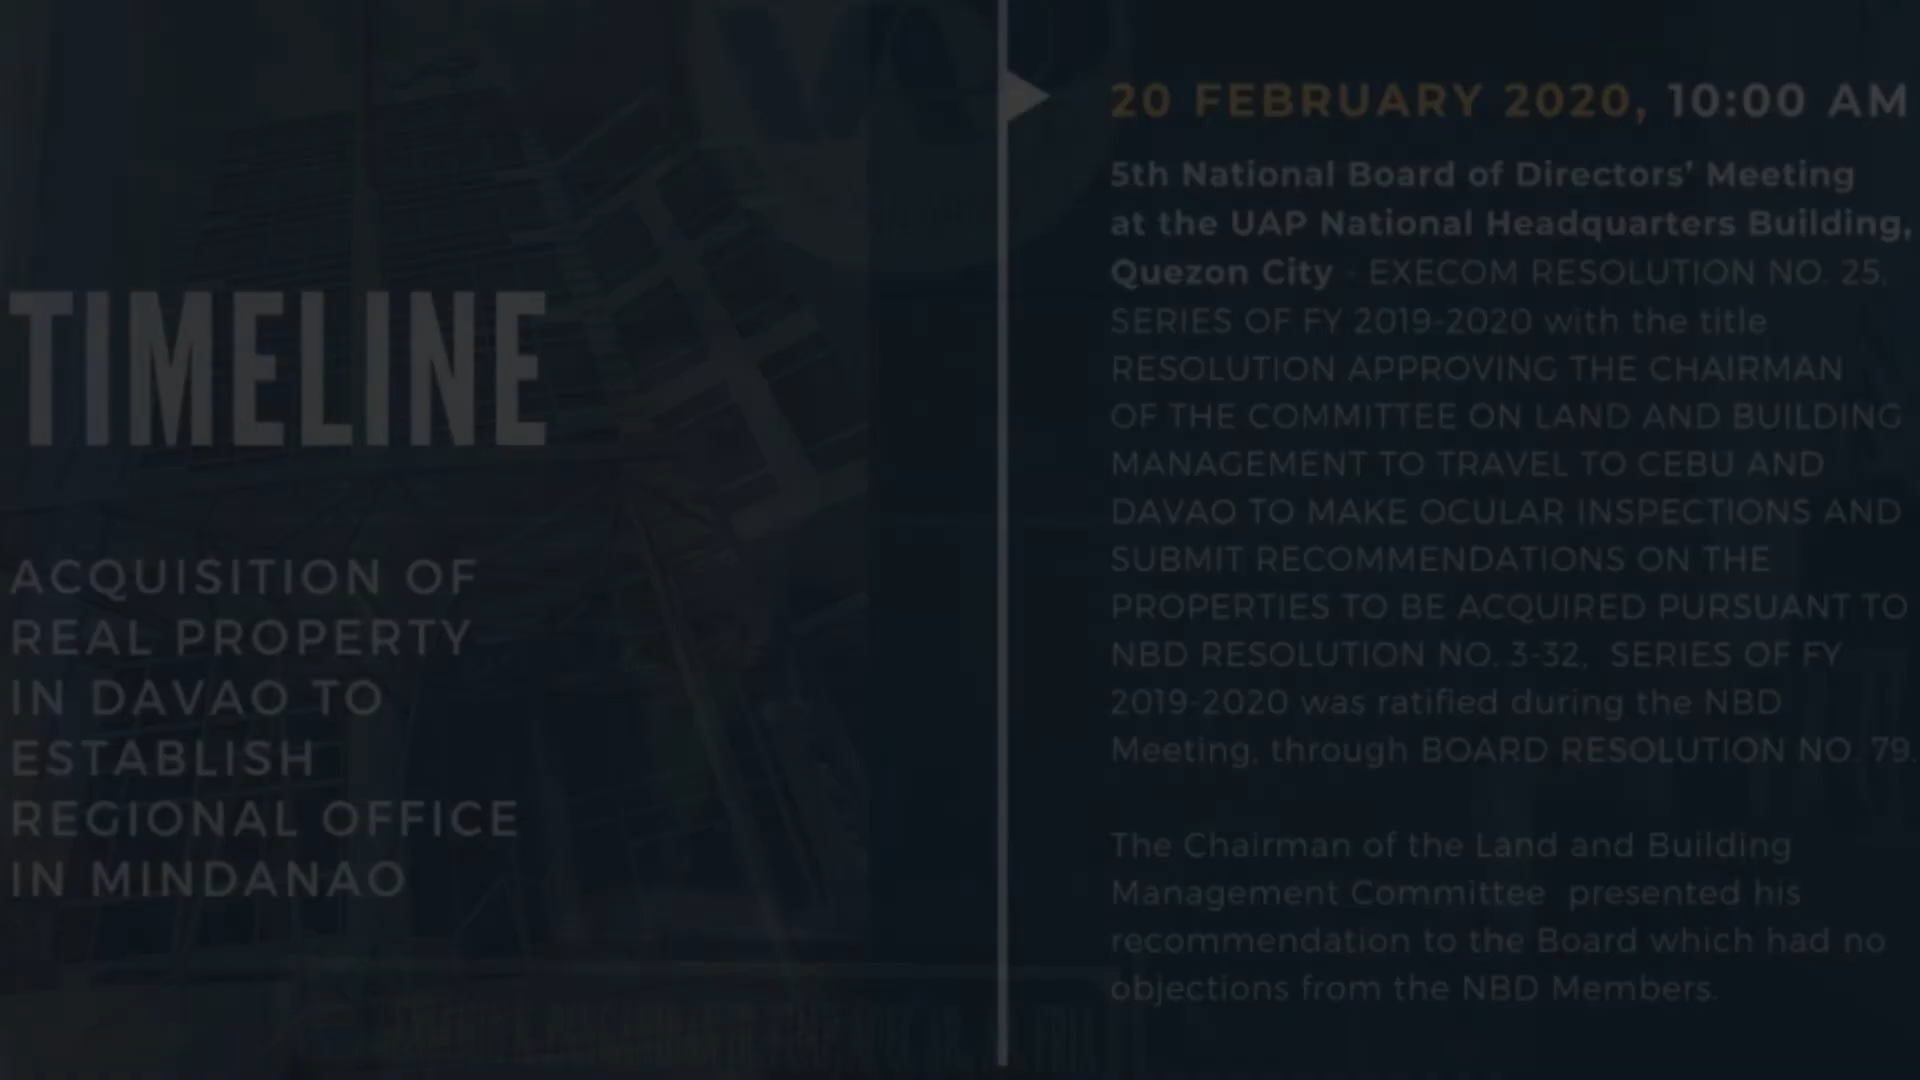 TIMELINE
ACQUISITION OF
REAL PROPERTY
IN DAVAO TO
ESTABLISH
REGIONAL OFFICE
IN MINDANAO
20 FEBRUARY 2020, 10:00 AM
5th National Board of Directors’ Meeting
at the UAP National Headquarters Building,
Quezon City - EXECOM RESOLUTION NO. 25,
SERIES OF FY 2019-2020 with the title
RESOLUTION APPROVING THE CHAIRMAN
OF THE COMMITTEE ON LAND AND BUILDING
MANAGEMENT TO TRAVEL TO CEBU AND
DAVAO TO MAKE OCULAR INSPECTIONS AND
SUBMIT RECOMMENDATIONS ON THE
PROPERTIES TO BE ACQUIRED PURSUANT TO
NBD RESOLUTION NO. 3-32, SERIES OF FY
2019-2020 was ratified during the NBD
Meeting, through BOARD RESOLUTION NO. 79.
The Chairman of the Land and Building
Management Committee presented his
recommendation to the Board which had no
objections from the NBD Members.